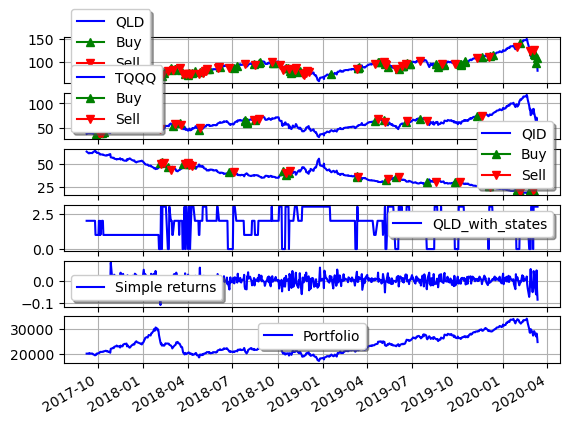 QLD
Buy
Sell
150
100
TQQQ
Buy
Sell
100
50
QID
Buy
Sell
50
25
2.5
0.0
QLD_with_states
0.0
−0.1
Simple returns
30000
20000
Portfolio
2017-10
2018-01
2018-04
2018-07
2018-10
2019-01
2019-04
2019-07
2019-10
2020-01
2020-04